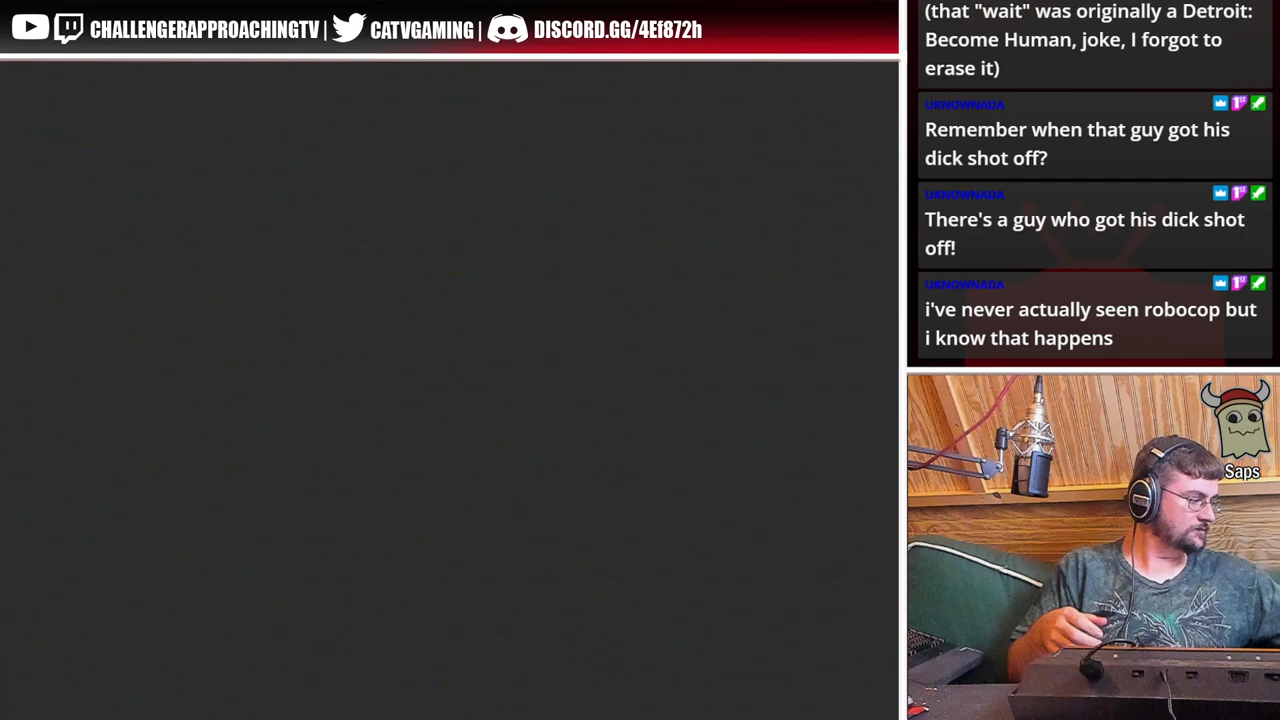 CHALLENGERAPPROACHINGTV | CATVGAMING | DISCORD.GG/4Ef872h
(that "wait" was originally a Detroit:
Become Human, joke, I forgot to
erase it)
UKNOWNADA
Remember when that guy got his
dick shot off?
UKNOWNADA
There's a guy who got his dick shot
off!
UKNOWNADA
i've never actually seen robocop but
i know that happens
Saps